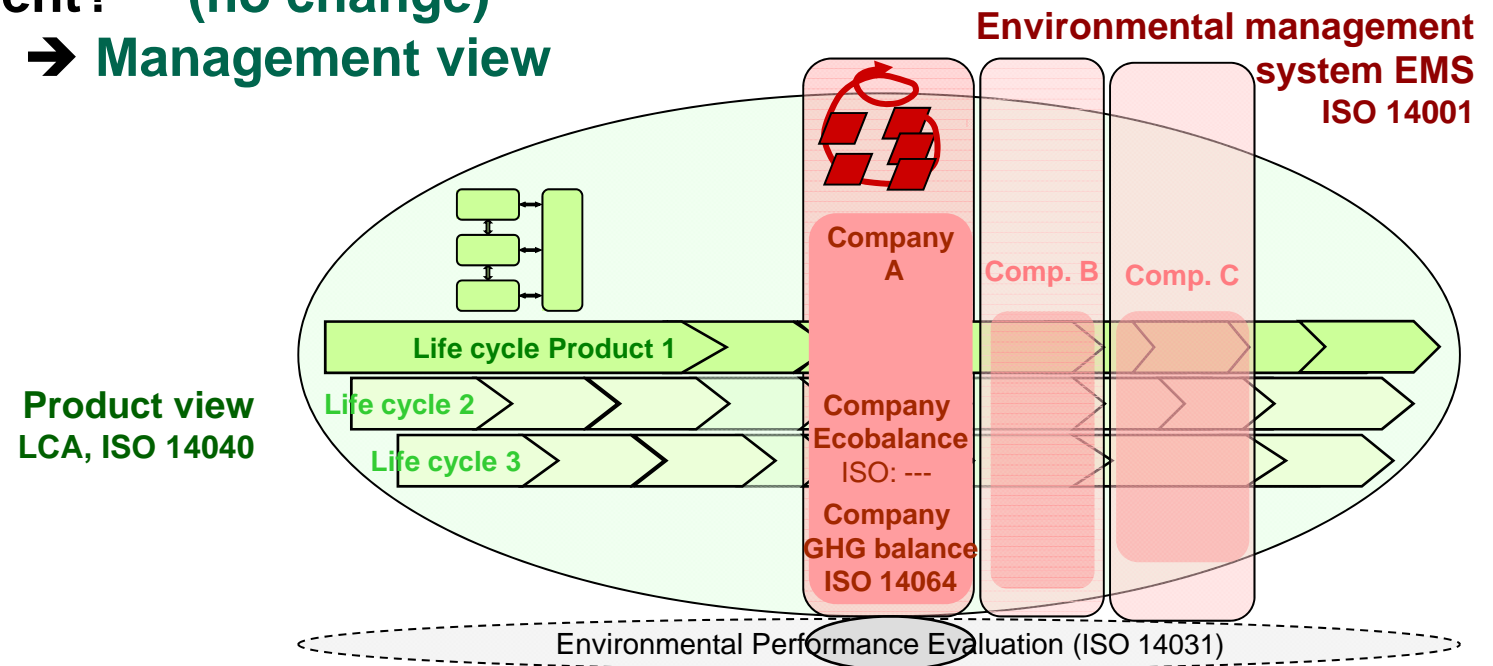 (no change)
➔ Management view
Environmental management
system EMS
ISO 14001
Company
A
Comp. B
Comp. C
Life cycle Product 1
Product view
LCA, ISO 14040
Life cycle 2
Life cycle 3
Company
Ecobalance
ISO: ---
Company
GHG balance
ISO 14064
Environmental Performance Evaluation (ISO 14031)